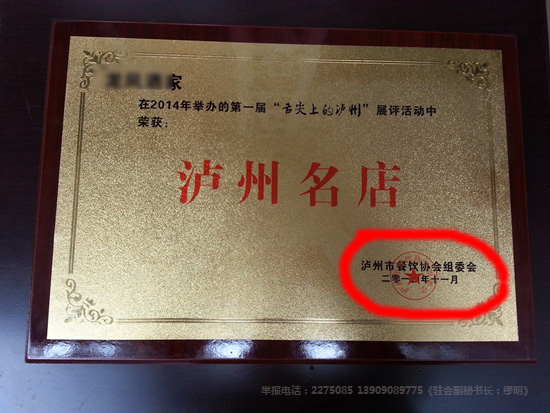 家
在2014年举办的第一届“舌尖上的泸州”展评活动中
荣获：
泸州名店
泸州市餐饮协会组委会
二零一 年十一月
举报电话：2275085 13909089775《驻会副秘书长：缪明》